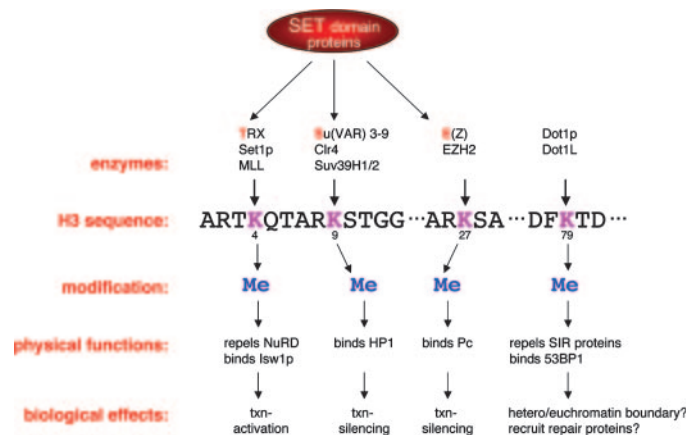 SET domain
proteins
enzymes:
TRX
Set1p
MLL
Su(VAR) 3-9
Clr4
Suv39H1/2
E(Z)
EZH2
Dot1p
Dot1L
H3 sequence:
ARTKQTARKSTGG ··· ARKSA ··· DFKTD ···
4 9 27 79
modification:
Me Me Me Me
physical functions:
repels NuRD
binds Isw1p
binds HP1
binds Pc
repels SIR proteins
binds 53BP1
biological effects:
txn-
activation
txn-
silencing
txn-
silencing
hetero/euchromatin boundary?
recruit repair proteins?